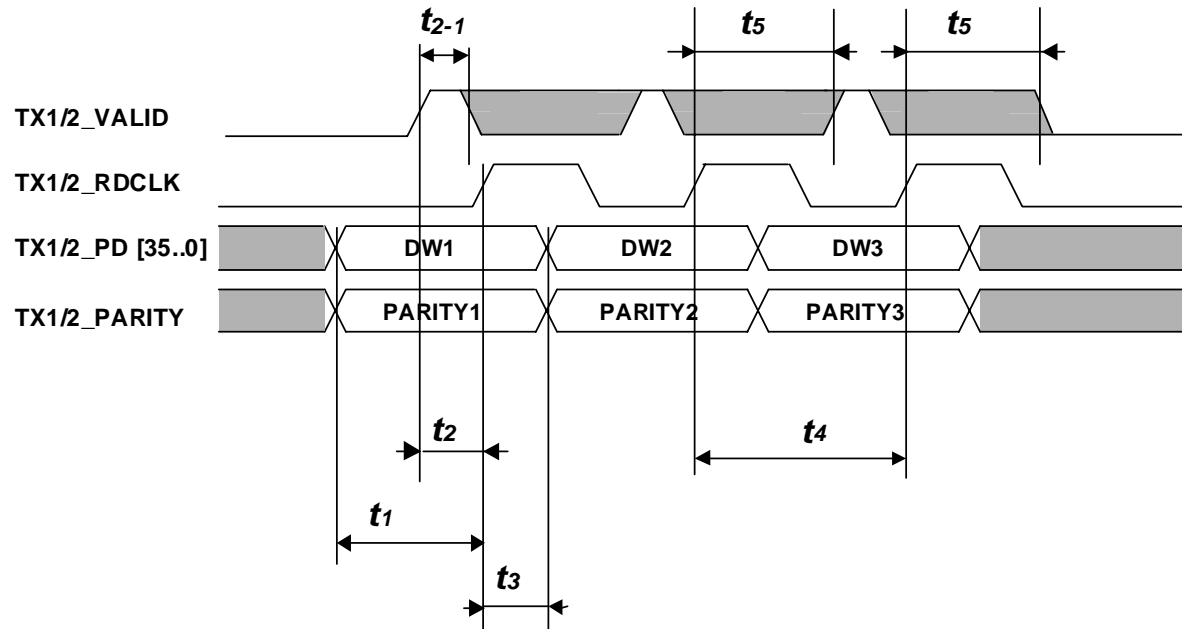 t2-1 t5 t5
TX1/2_VALID
TX1/2_RDCLK
TX1/2_PD [35..0] DW1 DW2 DW3
TX1/2_PARITY PARITY1 PARITY2 PARITY3
t2 t4
t1
t3